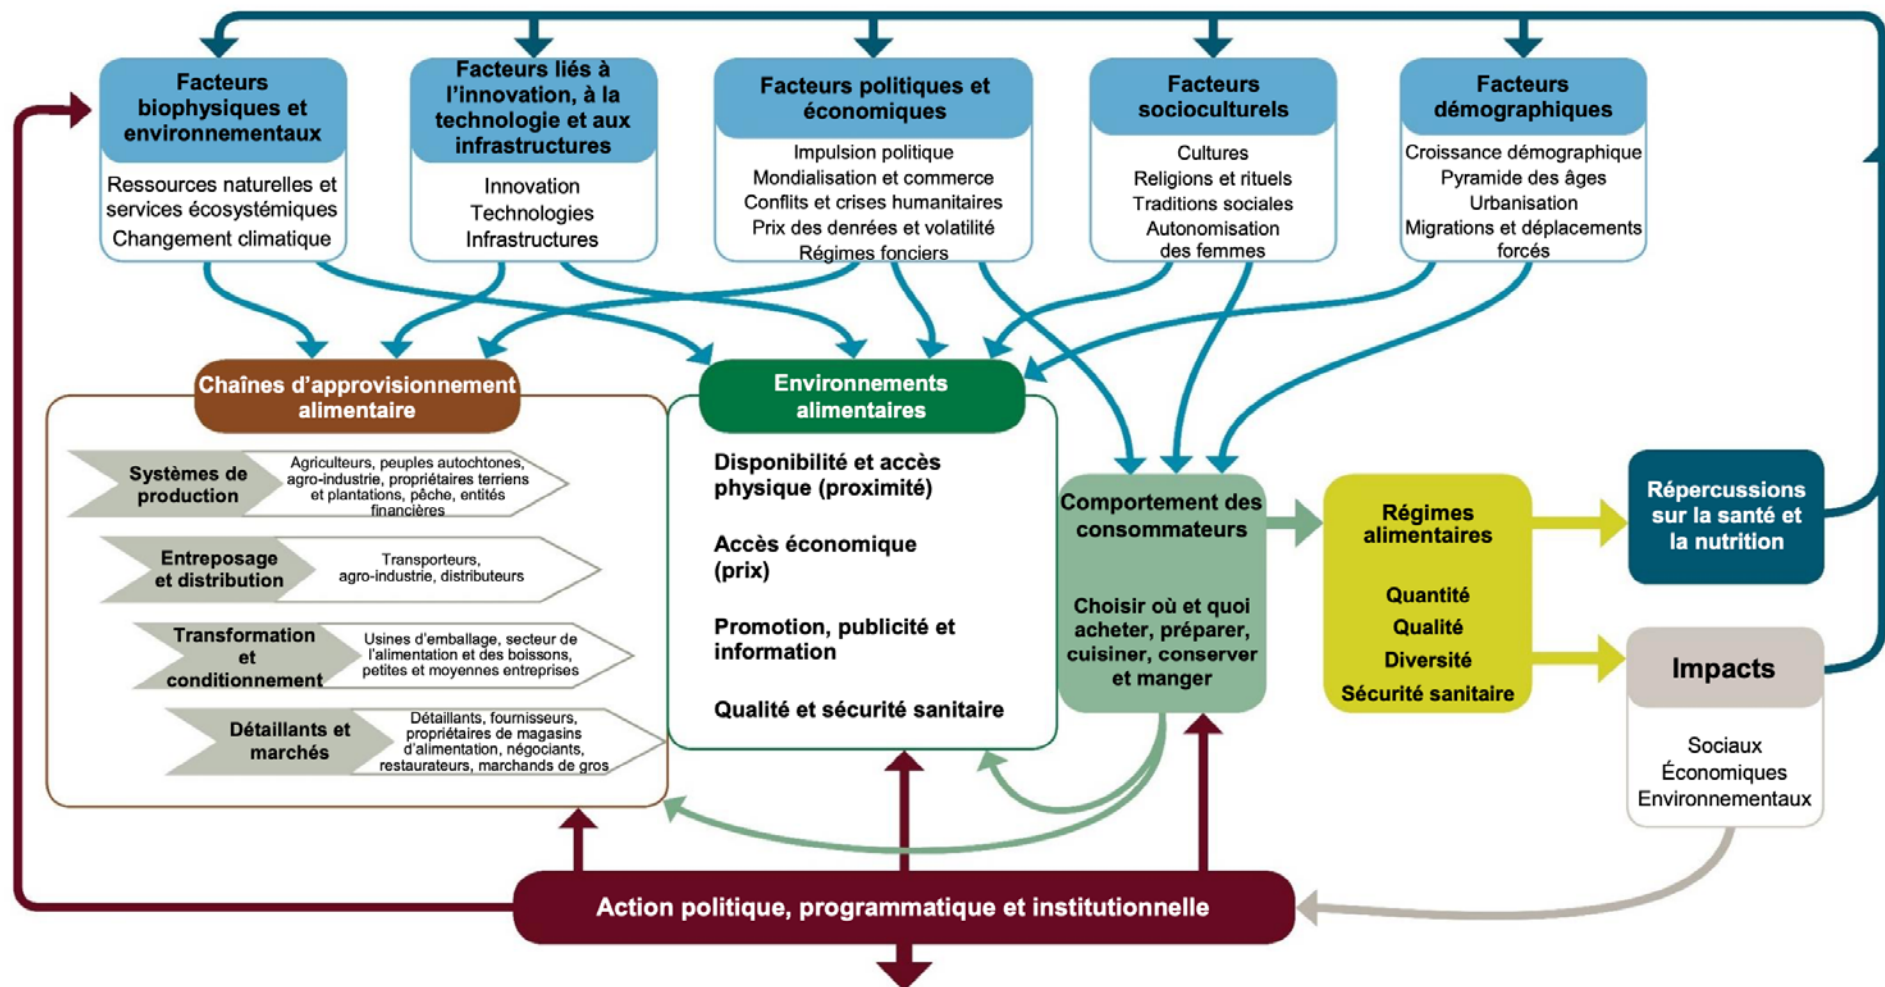 Facteurs
biophysiques et
environnementaux
Ressources naturelles et
services écosystémiques
Changement climatique
Facteurs liés à
l'innovation, à la
technologie et aux
infrastructures
Innovation
Technologies
Infrastructures
Facteurs politiques et
économiques
Impulsion politique
Mondialisation et commerce
Conflits et crises humanitaires
Prix des denrées et volatilité
Régimes fonciers
Facteurs
socioculturels
Cultures
Religions et rituels
Traditions sociales
Autonomisation
des femmes
Facteurs
démographiques
Croissance démographique
Pyramide des âges
Urbanisation
Migrations et déplacements
forcés
Chaînes d'approvisionnement
alimentaire
Systèmes de
production
Agriculteurs, peuples autochtones,
agro-industrie, propriétaires terriens
et plantations, pêche, entités
financières
Entreposage
et distribution
Transporteurs,
agro-industrie, distributeurs
Transformation
et
conditionnement
Usines d'emballage, secteur de
l'alimentation et des boissons,
petites et moyennes entreprises
Détaillants et
marchés
Détaillants, fournisseurs,
propriétaires de magasins
d'alimentation, négociants,
restaurateurs, marchands de gros
Environnements
alimentaires
Disponibilité et accès
physique (proximité)
Accès économique
(prix)
Promotion, publicité et
information
Qualité et sécurité sanitaire
Comportement des
consommateurs
Choisir où et quoi
acheter, préparer,
cuisiner, conserver
et manger
Régimes
alimentaires
Quantité
Qualité
Diversité
Sécurité sanitaire
Répercussions
sur la santé et
la nutrition
Impacts
Sociaux
Économiques
Environnementaux
Action politique, programmatique et institutionnelle